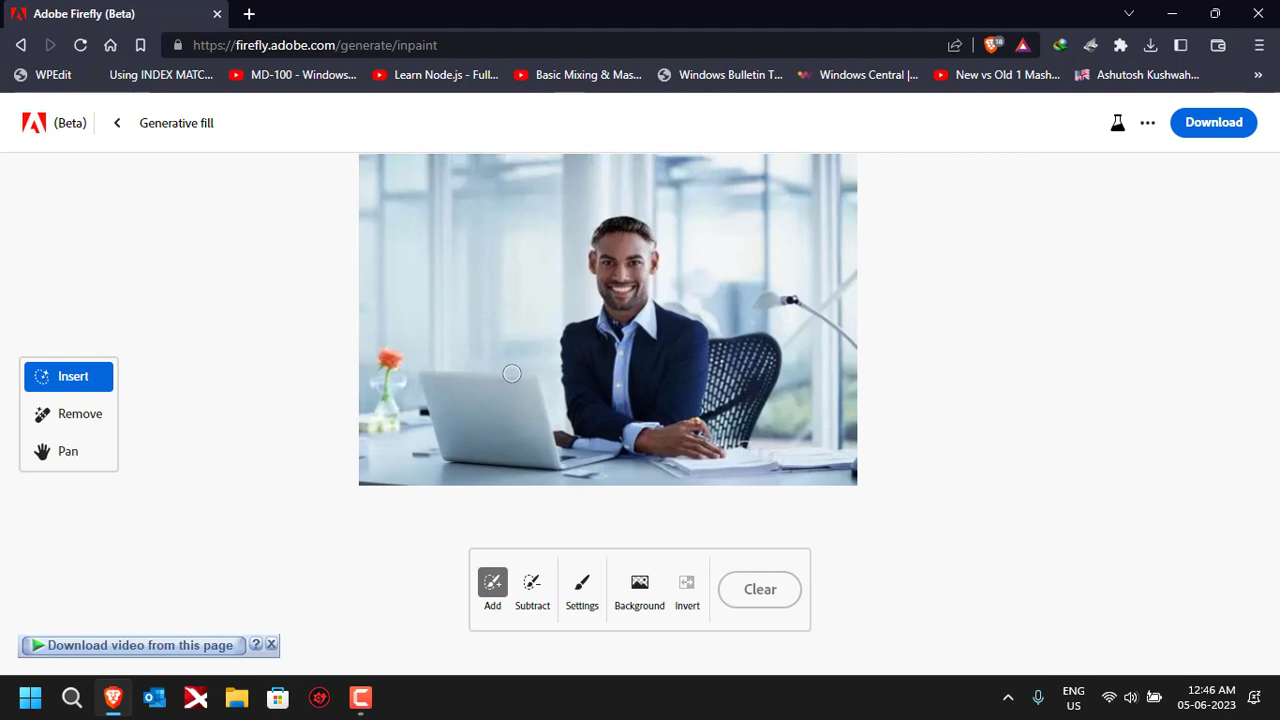 Adobe Firefly (Beta)
https://firefly.adobe.com/generate/inpaint
18
WPEdit
Using INDEX MATC...
MD-100 - Windows...
Learn Node.js - Full...
Basic Mixing & Mas...
Windows Bulletin T...
Windows Central |...
New vs Old 1 Mash...
Ashutosh Kushwah...
»
(Beta)
Generative fill
Download
Insert
Remove
Pan
Add
Subtract
Settings
Background
Invert
Clear
Download video from this page
?
ENG
US
12:46 AM
05-06-2023